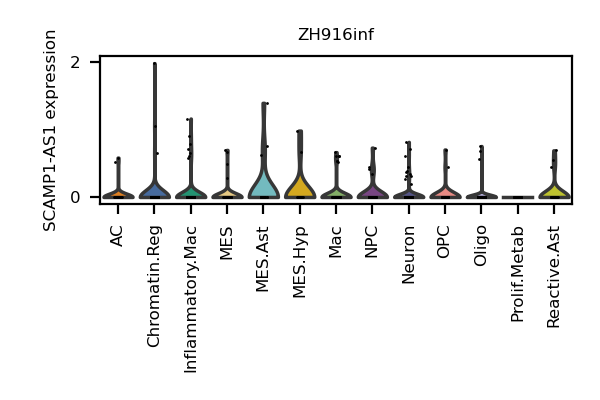 ZH916inf
SCAMP1-AS1 expression
2
0
AC
Chromatin.Reg
Inflammatory.Mac
MES
MES.Ast
MES.Hyp
Mac
NPC
Neuron
OPC
Oligo
Prolif.Metab
Reactive.Ast